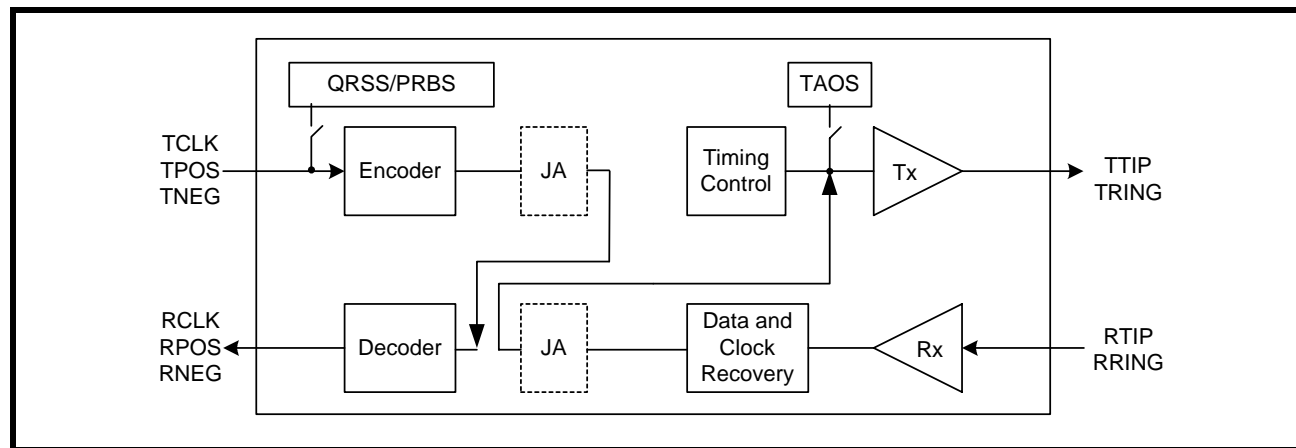 QRSS/PRBS
TAOS
TCLK
TPOS
TNEG
Encoder
JA
Timing
Control
Tx
TTIP
TRING
RCLK
RPOS
RNEG
Decoder
JA
Data and
Clock
Recovery
Rx
RTIP
RRING